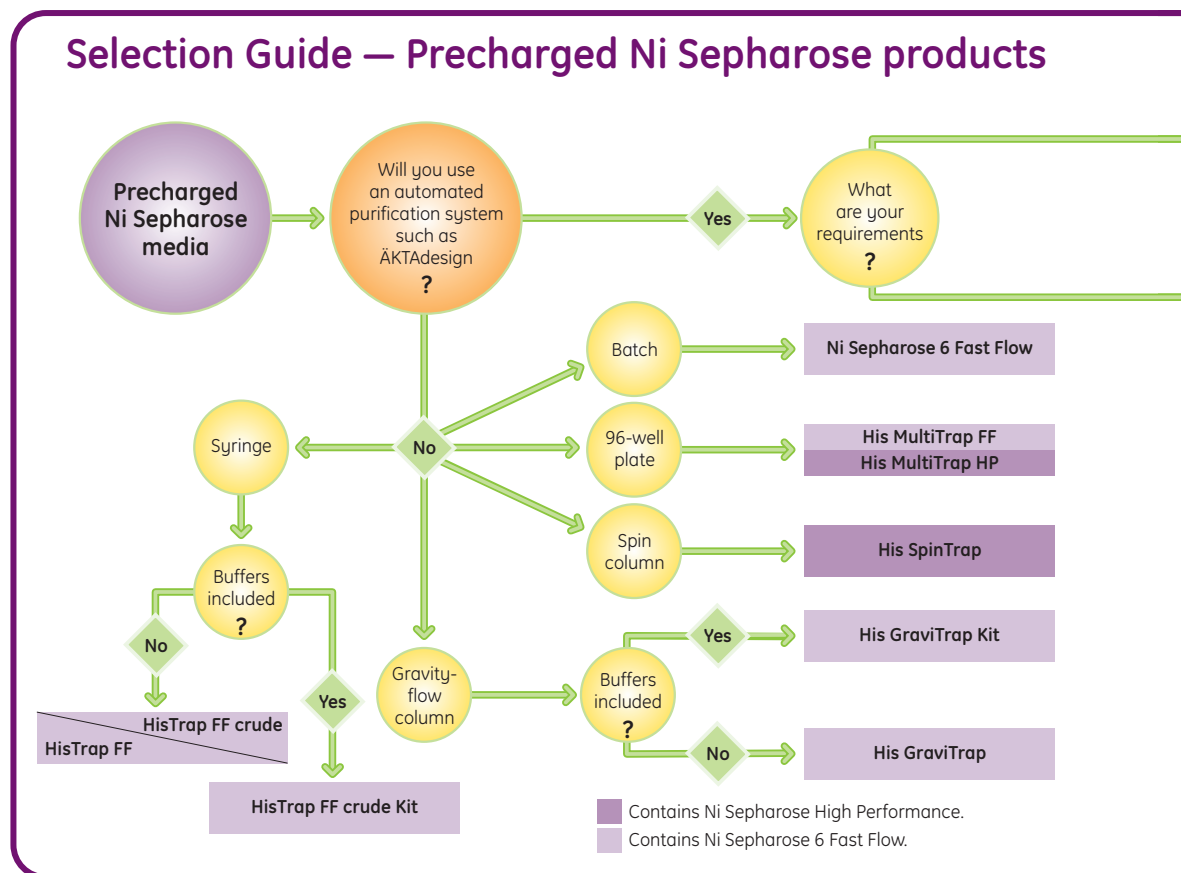 Selection Guide — Precharged Ni Sepharose products
Precharged
Ni Sepharose
media
Will you use
an automated
purification system
such as
ÄKTAdesign
?
Yes
What
are your
requirements
?
No
Batch
Ni Sepharose 6 Fast Flow
96-well
plate
His MultiTrap FF
His MultiTrap HP
Spin
column
His SpinTrap
Syringe
Buffers
included
?
No
HisTrap FF crude
HisTrap FF
Yes
HisTrap FF crude Kit
Gravity-
flow
column
Buffers
included
?
Yes
His GraviTrap Kit
No
His GraviTrap
Contains Ni Sepharose High Performance.
Contains Ni Sepharose 6 Fast Flow.